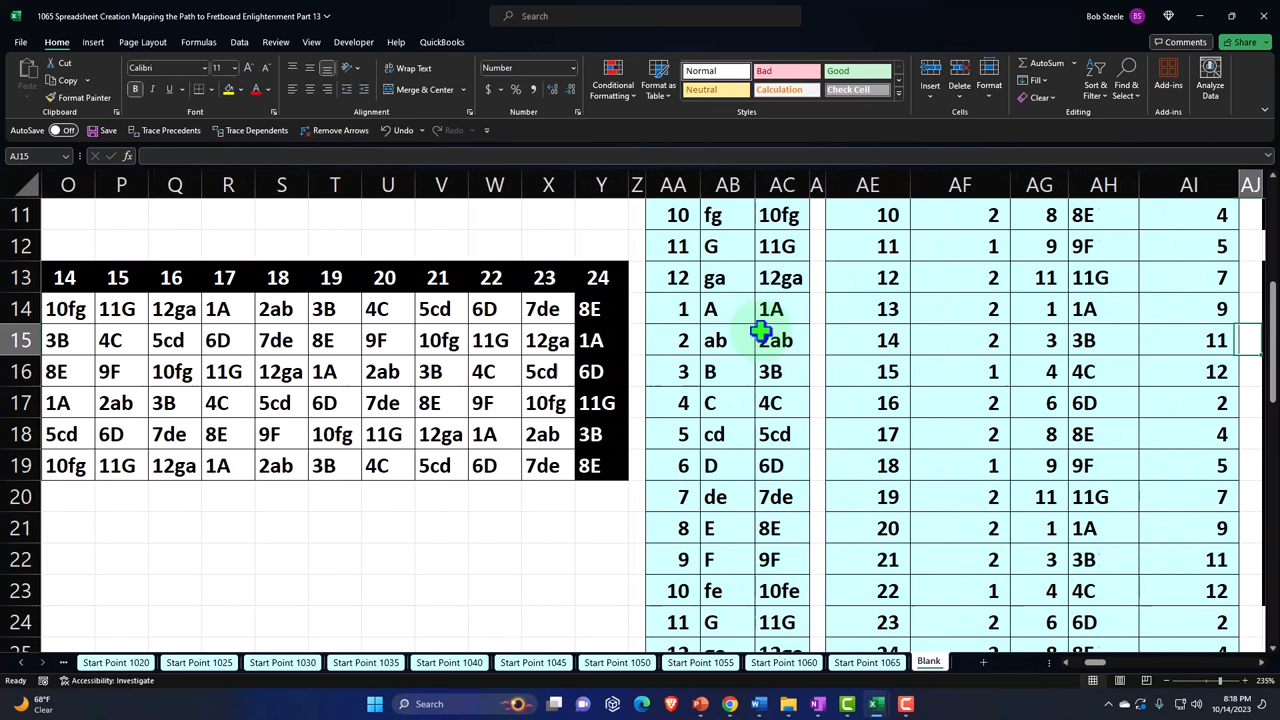 1065 Spreadsheet Creation Mapping the Path to Fretboard Enlightenment Part 13
Search
Bob Steele BS
File Home Insert Page Layout Formulas Data Review View Developer Help QuickBooks Comments Share
Paste Cut Copy Format Painter Calibri 11 Wrap Text Merge & Center Number
Conditional Formatting Format as Table Normal Bad Good Neutral Calculation Check Cell
Insert Delete Format AutoSum Fill Clear Sort & Filter Find & Select Add-ins Analyze Data
Clipboard Font Alignment Number Styles Cells Editing Add-ins
AutoSave Off Save Trace Precedents Trace Dependents Remove Arrows Undo
AJ15 fx
O P Q R S T U V W X Y Z AA AB AC A AE AF AG AH AI AJ
11 10 fg 10fg 10 2 8 8E 4
12 11 G 11G 11 1 9 9F 5
13 14 15 16 17 18 19 20 21 22 23 24 12 ga 12ga 12 2 11 11G 7
14 10fg 11G 12ga 1A 2ab 3B 4C 5cd 6D 7de 8E 1 A 1A 13 2 1 1A 9
15 3B 4C 5cd 6D 7de 8E 9F 10fg 11G 12ga 1A 2 ab 2ab 14 2 3 3B 11
16 8E 9F 10fg 11G 12ga 1A 2ab 3B 4C 5cd 6D 3 B 3B 15 1 4 4C 12
17 1A 2ab 3B 4C 5cd 6D 7de 8E 9F 10fg 11G 4 C 4C 16 2 6 6D 2
18 5cd 6D 7de 8E 9F 10fg 11G 12ga 1A 2ab 3B 5 cd 5cd 17 2 8 8E 4
19 10fg 11G 12ga 1A 2ab 3B 4C 5cd 6D 7de 8E 6 D 6D 18 1 9 9F 5
20 7 de 7de 19 2 11 11G 7
21 8 E 8E 20 2 1 1A 9
22 9 F 9F 21 2 3 3B 11
23 10 fe 10fe 22 1 4 4C 12
24 11 G 11G 23 2 6 6D 2
Start Point 1020 Start Point 1025 Start Point 1030 Start Point 1035 Start Point 1040 Start Point 1045 Start Point 1050 Start Point 1055 Start Point 1060 Start Point 1065 Blank
Ready Accessibility: Investigate 235%
68°F
Clear
Search
8:18 PM
10/14/2023